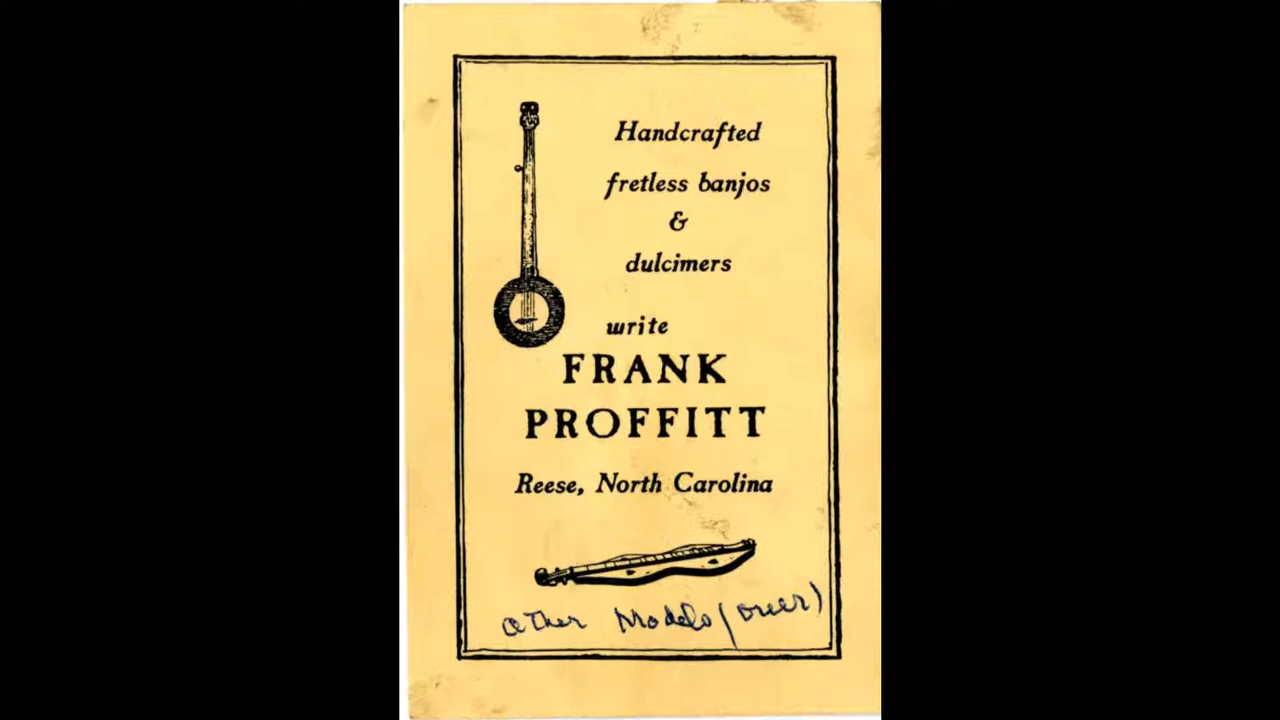 Handcrafted
fretless banjos
&
dulcimers
write
FRANK
PROFFITT
Reese, North Carolina
other Models (over)